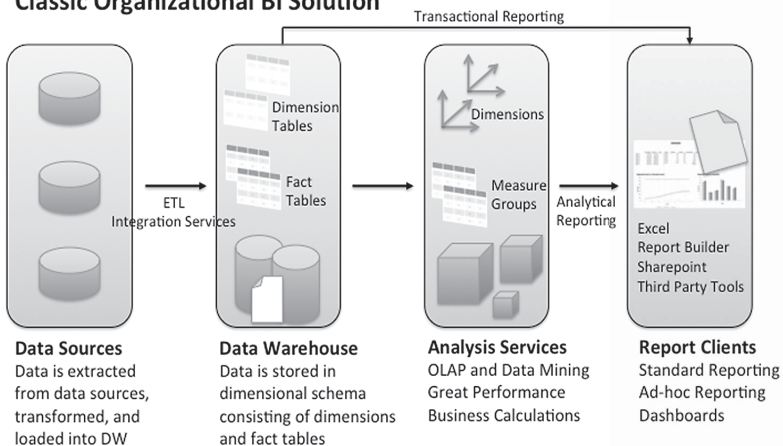 Classic Organizational BI Solution
Transactional Reporting
Dimension
Tables
Fact
Tables
ETL
Integration Services
Dimensions
Measure
Groups
Analytical
Reporting
Excel
Report Builder
Sharepoint
Third Party Tools
Data Sources
Data is extracted
from data sources,
transformed, and
loaded into DW
Data Warehouse
Data is stored in
dimensional schema
consisting of dimensions
and fact tables
Analysis Services
OLAP and Data Mining
Great Performance
Business Calculations
Report Clients
Standard Reporting
Ad-hoc Reporting
Dashboards